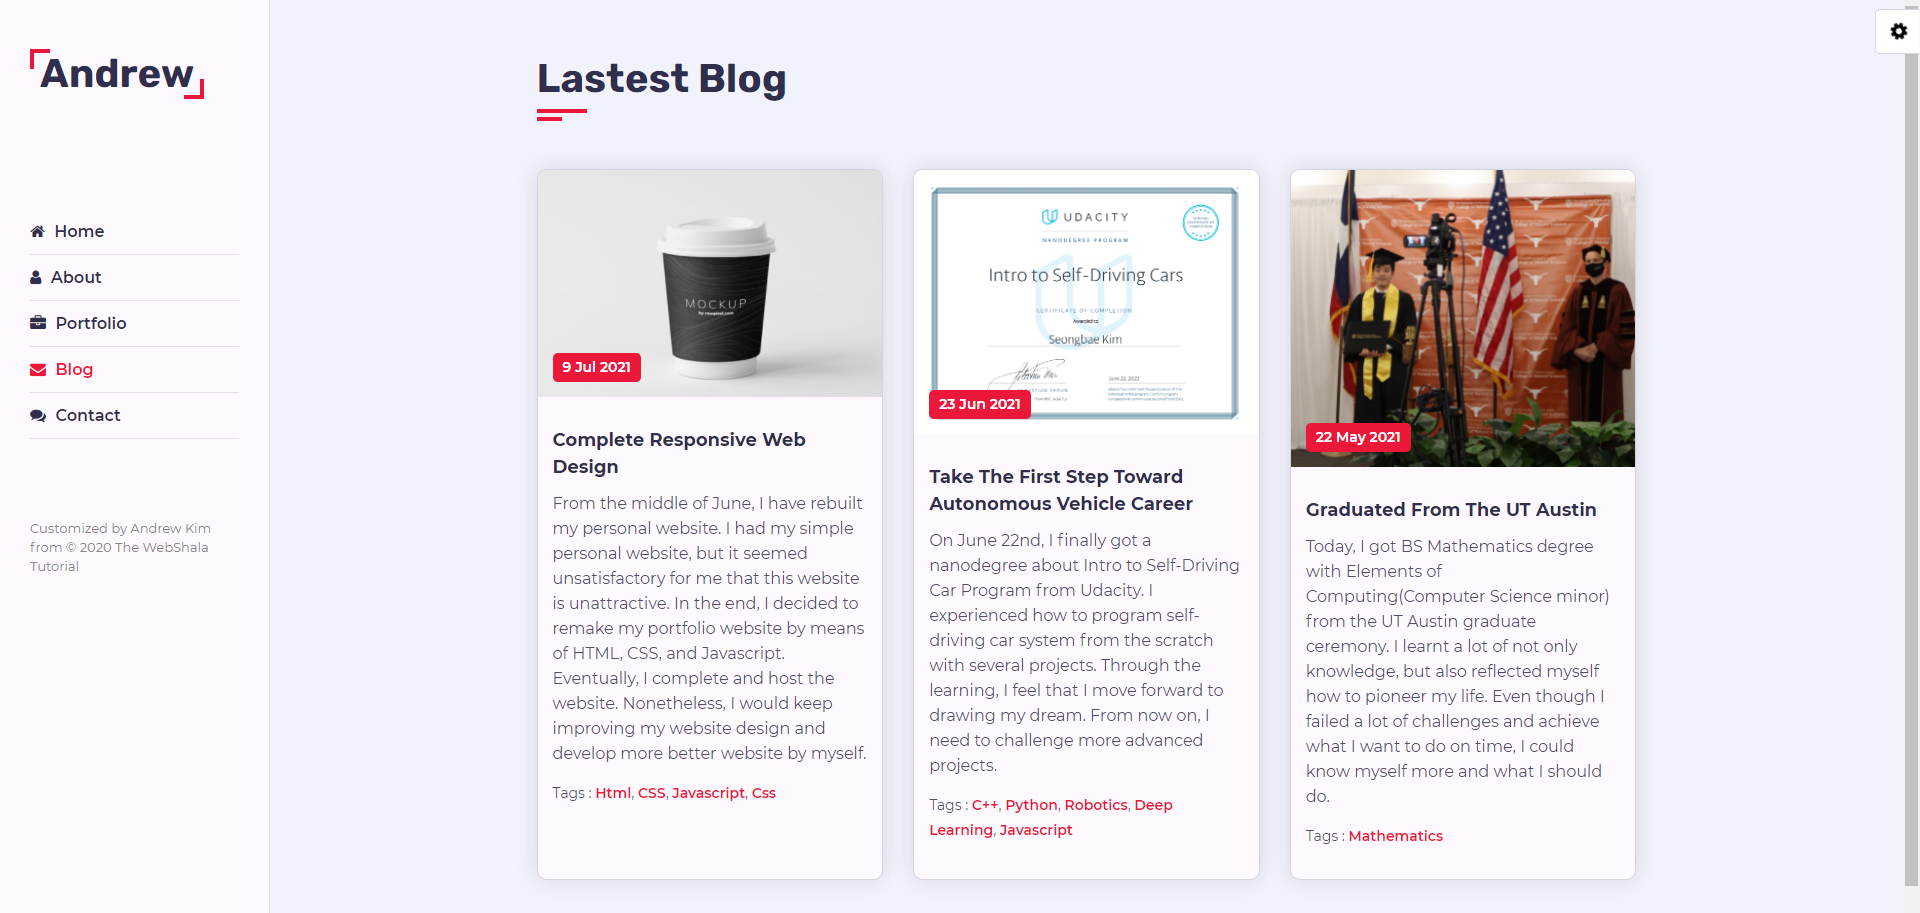 Andrew
Home
About
Portfolio
Blog
Contact
Customized by Andrew Kim
from © 2020 The WebShala
Tutorial
Lastest Blog
MOCKUP
by rawpixel.com
9 Jul 2021
Complete Responsive Web
Design
From the middle of June, I have rebuilt
my personal website. I had my simple
personal website, but it seemed
unsatisfactory for me that this website
is unattractive. In the end, I decided to
remake my portfolio website by means
of HTML, CSS, and Javascript.
Eventually, I complete and host the
website. Nonetheless, I would keep
improving my website design and
develop more better website by myself.
Tags : Html, CSS, Javascript, Css
UDACITY
NANODEGREE PROGRAM
Intro to Self-Driving Cars
CERTIFICATE OF COMPLETION
Awarded to
Seongbae Kim
June 22, 2021
23 Jun 2021
Take The First Step Toward
Autonomous Vehicle Career
On June 22nd, I finally got a
nanodegree about Intro to Self-Driving
Car Program from Udacity. I
experienced how to program self-
driving car system from the scratch
with several projects. Through the
learning, I feel that I move forward to
drawing my dream. From now on, I
need to challenge more advanced
projects.
Tags : C++, Python, Robotics, Deep
Learning, Javascript
22 May 2021
Graduated From The UT Austin
Today, I got BS Mathematics degree
with Elements of
Computing(Computer Science minor)
from the UT Austin graduate
ceremony. I learnt a lot of not only
knowledge, but also reflected myself
how to pioneer my life. Even though I
failed a lot of challenges and achieve
what I want to do on time, I could
know myself more and what I should
do.
Tags : Mathematics